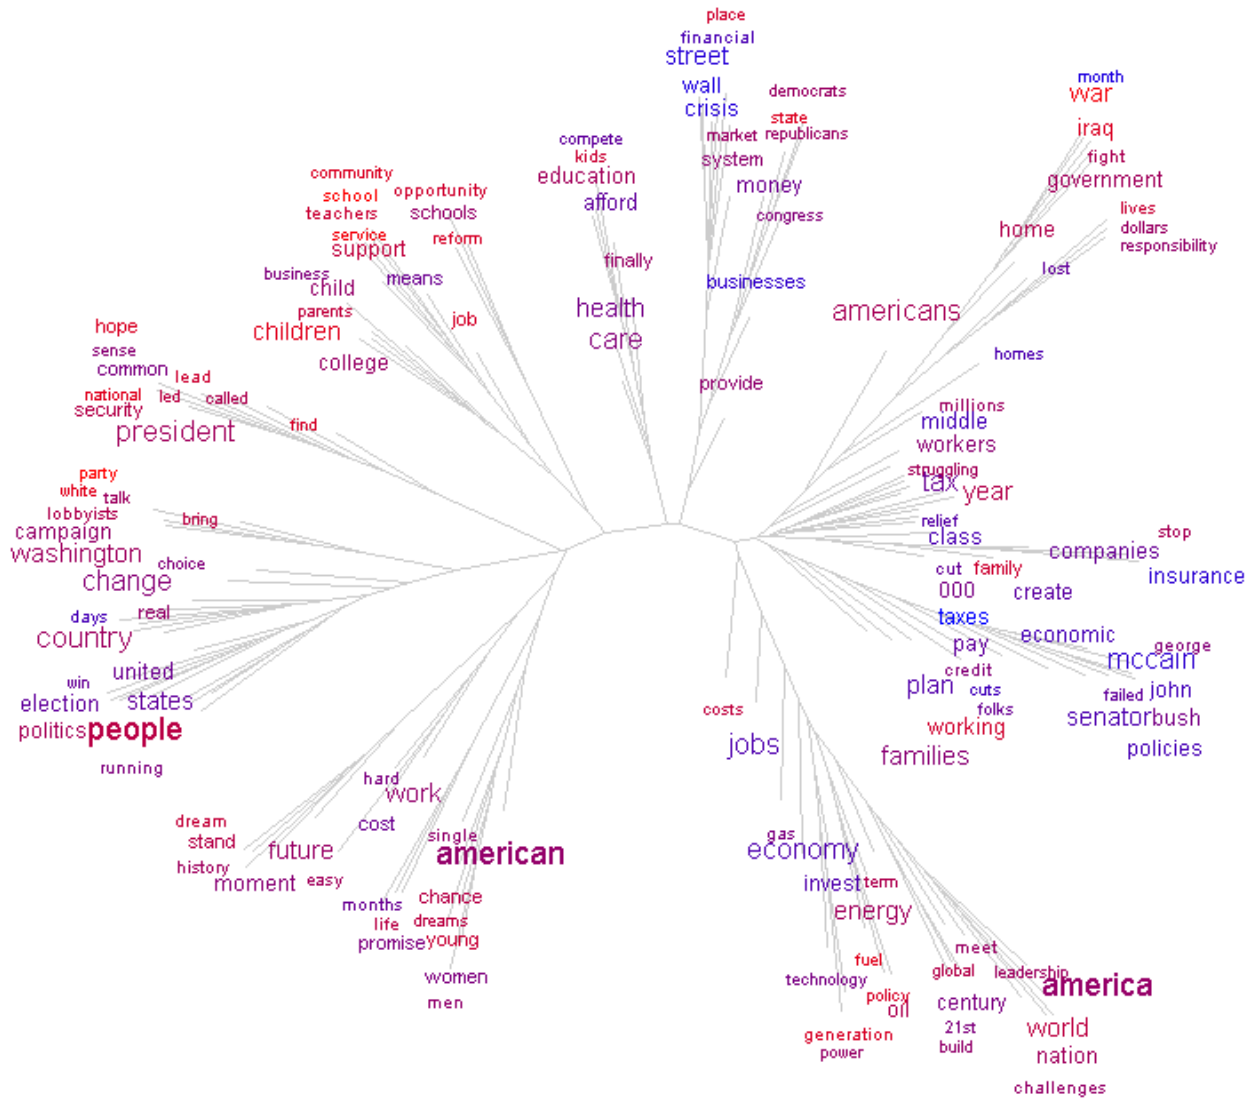 place
financial
street
wall
crisis
democrats
state
market
republicans
system
money
congress
businesses
provide
month
war
iraq
fight
government
lives
home
dollars
responsibility
lost
americans
homes
compete
kids
education
afford
finally
health
care
community
school
opportunity
teachers
schools
service
support
reform
business
means
child
parents
children
job
college
hope
sense
common
lead
national
led
called
security
president
find
party
white
talk
lobbyists
bring
campaign
washington
choice
change
days
real
country
united
win
election
states
politics
people
running
millions
middle
workers
struggling
tax
year
relief
class
stop
companies
insurance
cut
family
000
create
taxes
economic
pay
george
credit
mccain
plan
cuts
failed
john
folks
senator
bush
working
policies
families
costs
jobs
hard
work
dream
cost
stand
single
future
american
history
moment
easy
chance
months
life
dreams
promise
young
women
men
gas
economy
invest
term
energy
meet
fuel
global
leadership
technology
america
policy
century
oil
21st
world
generation
build
power
nation
challenges